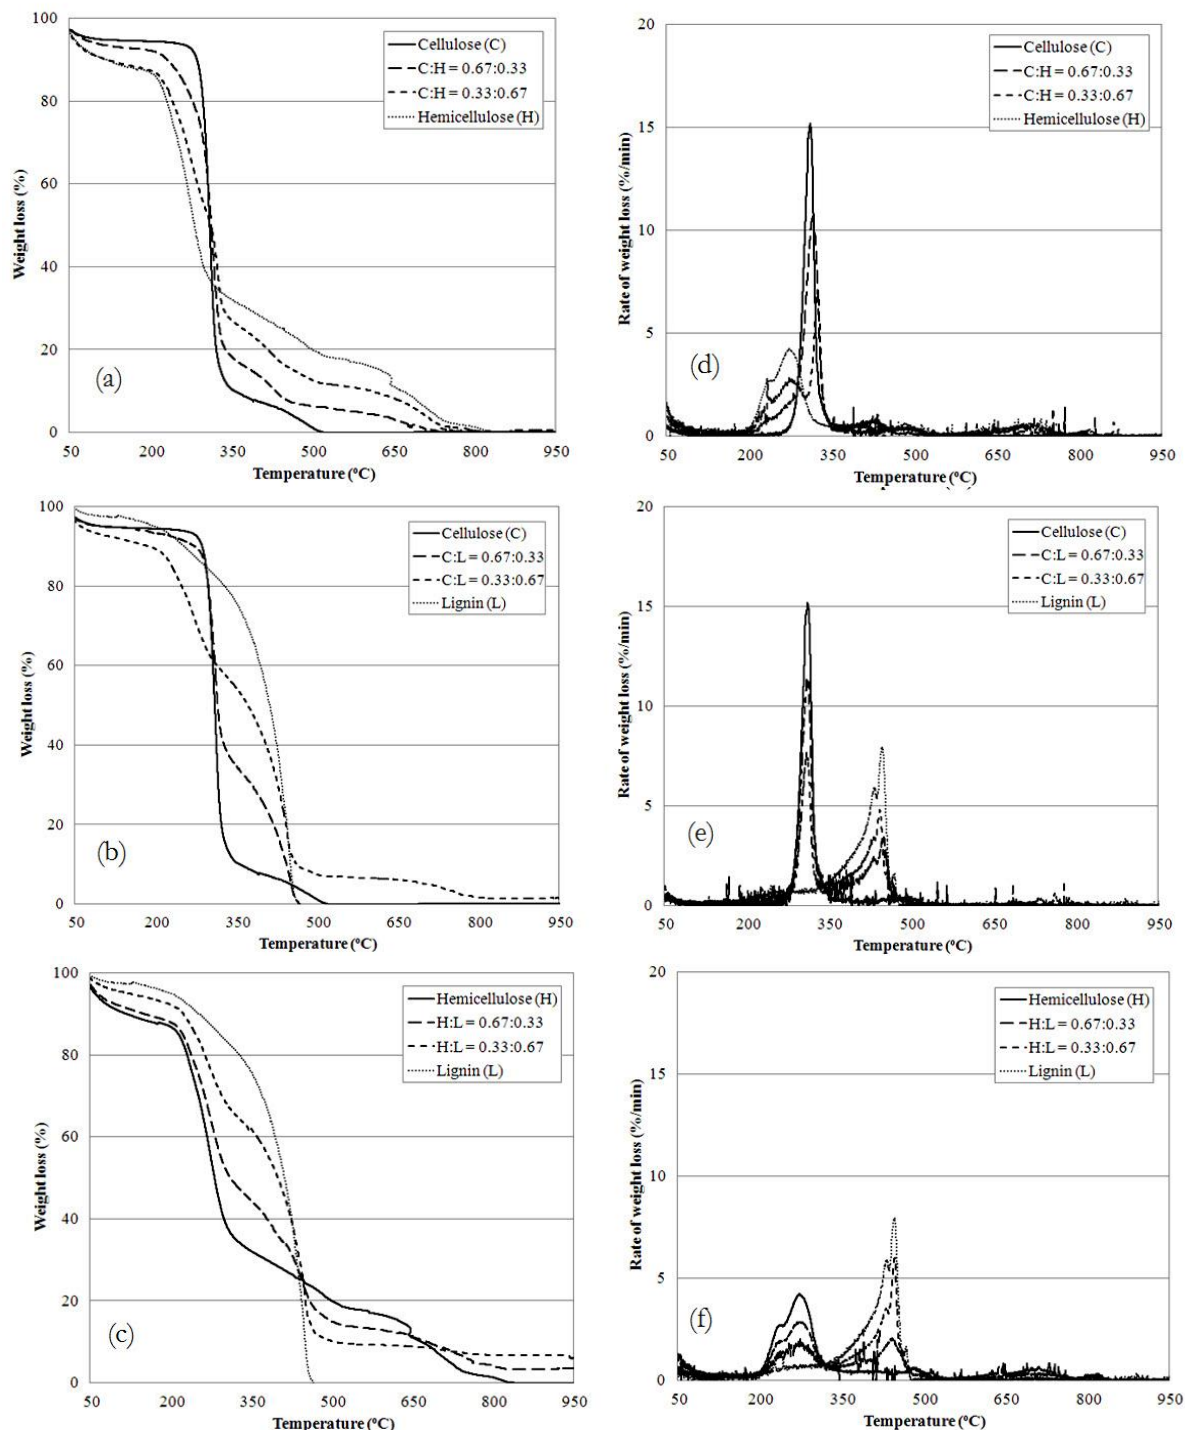 100
80
60
40
20
0
Weight loss (%)
Cellulose (C)
C:H = 0.67:0.33
C:H = 0.33:0.67
Hemicellulose (H)
(a)
50 200 350 500 650 800 950
Temperature (⁰C)
20
15
10
5
0
Rate of weight loss (%/min)
Cellulose (C)
C:H = 0.67:0.33
C:H = 0.33:0.67
Hemicellulose (H)
(d)
50 200 350 500 650 800 950
Temperature (⁰C)
100
80
60
40
20
0
Weight loss (%)
Cellulose (C)
C:L = 0.67:0.33
C:L = 0.33:0.67
Lignin (L)
(b)
50 200 350 500 650 800 950
Temperature (⁰C)
20
15
10
5
0
Rate of weight loss (%/min)
Cellulose (C)
C:L = 0.67:0.33
C:L = 0.33:0.67
Lignin (L)
(e)
50 200 350 500 650 800 950
Temperature (⁰C)
100
80
60
40
20
0
Weight loss (%)
Hemicellulose (H)
H:L = 0.67:0.33
H:L = 0.33:0.67
Lignin (L)
(c)
50 200 350 500 650 800 950
Temperature (⁰C)
20
15
10
5
0
Rate of weight loss (%/min)
Hemicellulose (H)
H:L = 0.67:0.33
H:L = 0.33:0.67
Lignin (L)
(f)
50 200 350 500 650 800 950
Temperature (⁰C)